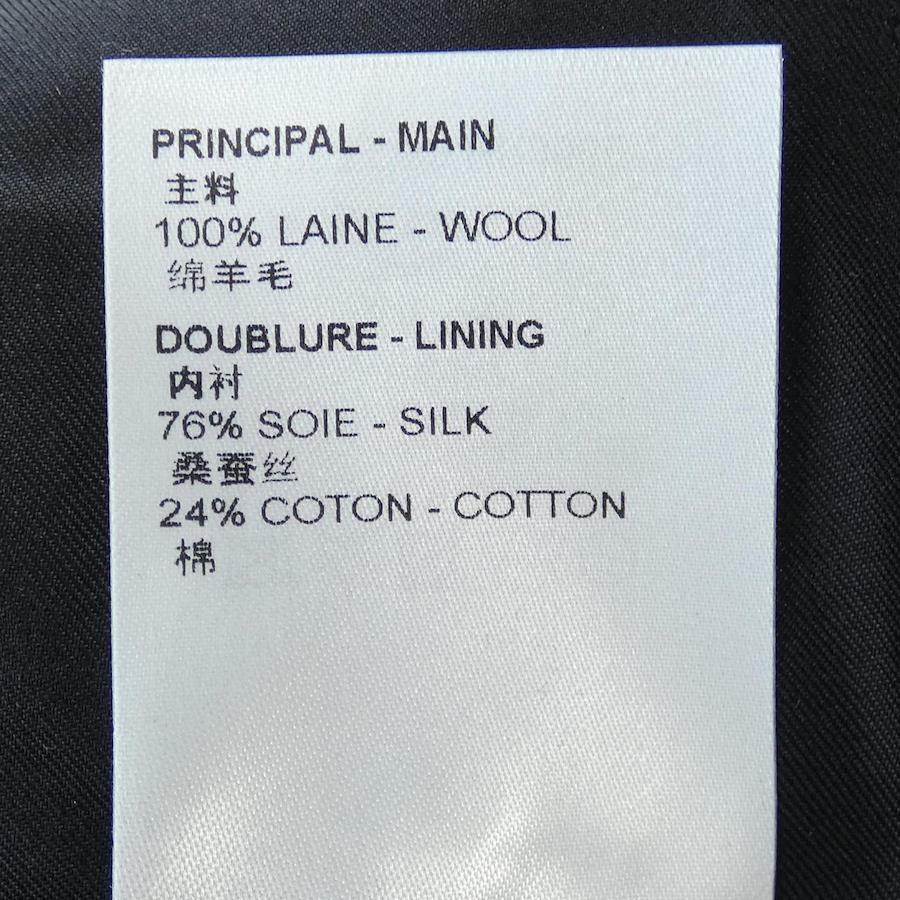 PRINCIPAL - MAIN
主料
100% LAINE - WOOL
绵羊毛
DOUBLURE - LINING
内衬
76% SOIE - SILK
桑蚕丝
24% COTON - COTTON
棉